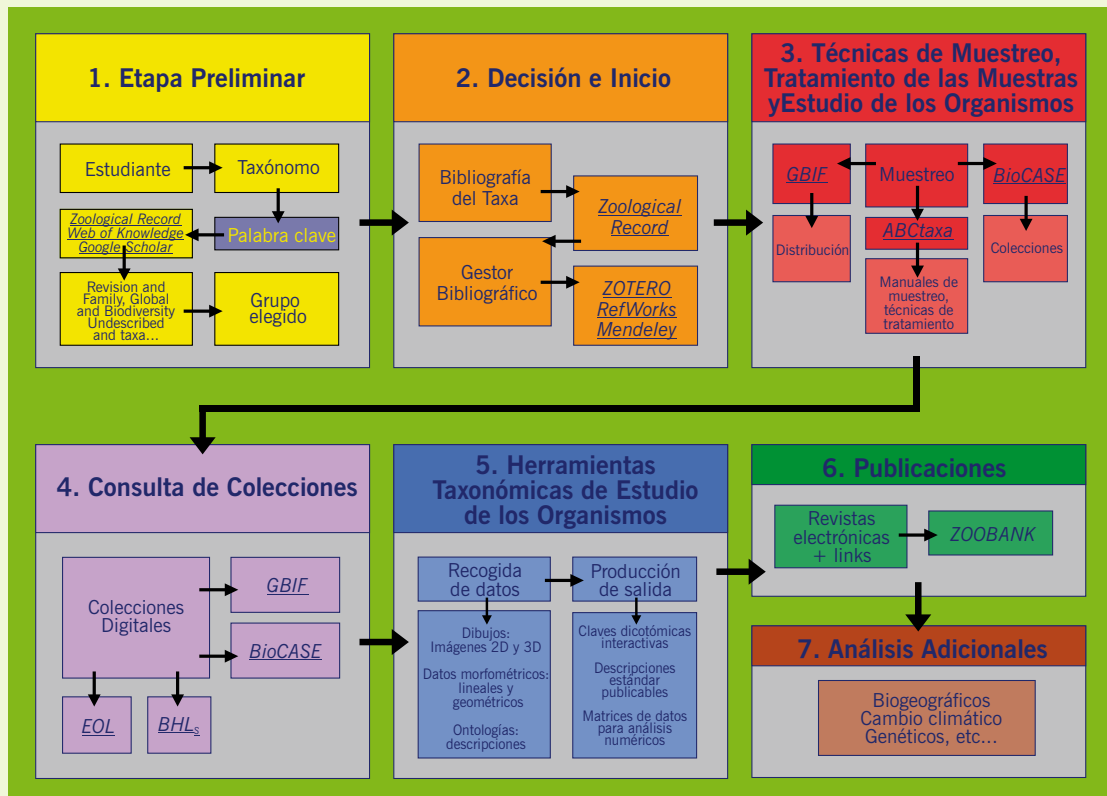 1. Etapa Preliminar
Estudiante
Taxónomo
Zoological Record
Web of Knowledge
Google Scholar
Palabra clave
Revision and
Family, Global
and Biodiversity
Undescribed
and taxa...
Grupo
elegido
2. Decisión e Inicio
Bibliografía
del Taxa
Zoological
Record
Gestor
Bibliográfico
ZOTERO
RefWorks
Mendeley
3. Técnicas de Muestreo,
Tratamiento de las Muestras
yEstudio de los Organismos
GBIF
Muestreo
BioCASE
Distribución
ABCtaxa
Colecciones
Manuales de
muestreo,
técnicas de
tratamiento
4. Consulta de Colecciones
Colecciones
Digitales
GBIF
BioCASE
EOL
BHLs
5. Herramientas
Taxonómicas de Estudio
de los Organismos
Recogida
de datos
Producción
de salida
Dibujos:
Imágenes 2D y 3D
Datos morfométricos:
lineales y
geométricos
Ontologías:
descripciones
Claves dicotómicas
interactivas
Descripciones
estándar
publicables
Matrices de datos
para análisis
numéricos
6. Publicaciones
Revistas
electrónicas
+ links
ZOOBANK
7. Análisis Adicionales
Biogeográficos
Cambio climático
Genéticos, etc...